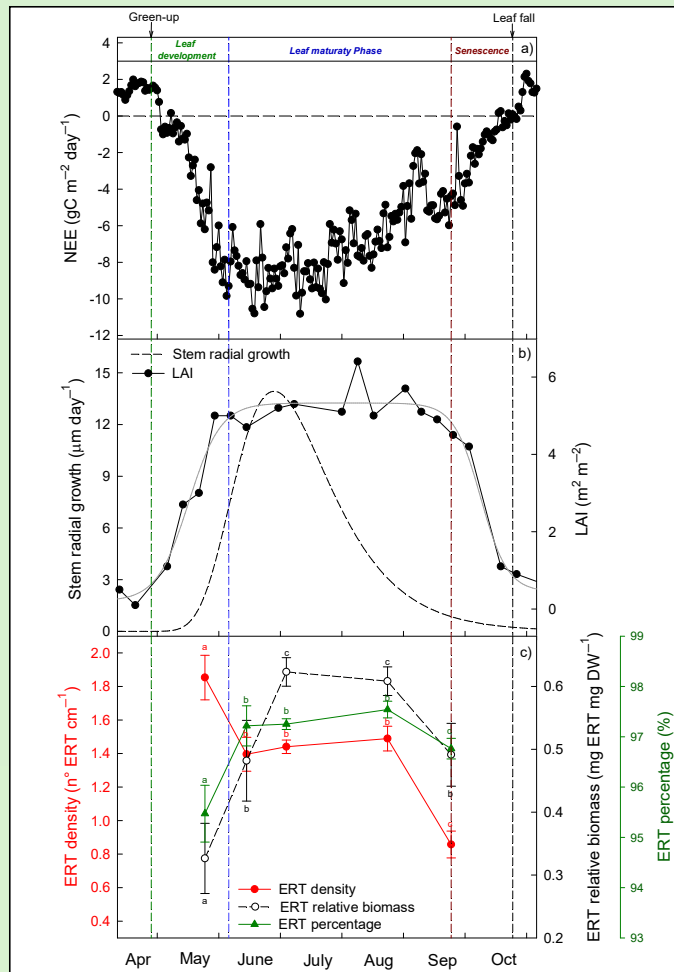 Green-up
Leaf fall
Leaf development
Leaf maturaty Phase
Senescence
a)
4
2
0
-2
-4
-6
-8
-10
-12
NEE (gC m⁻² day⁻¹)
b)
Stem radial growth
LAI
15
12
9
6
3
0
Stem radial growth (µm day⁻¹)
6
5
4
3
2
1
0
LAI (m² m⁻²)
c)
2.0
1.8
1.6
1.4
1.2
1.0
0.8
0.6
0.4
ERT density (n° ERT cm⁻¹)
0.6
0.5
0.4
0.3
0.2
ERT relative biomass (mg ERT mg DW⁻¹)
99
98
97
96
95
94
93
ERT percentage (%)
a
c
c
b
b
b
b
b
a
b
a
c
b
ERT density
ERT relative biomass
ERT percentage
Apr May June July Aug Sep Oct